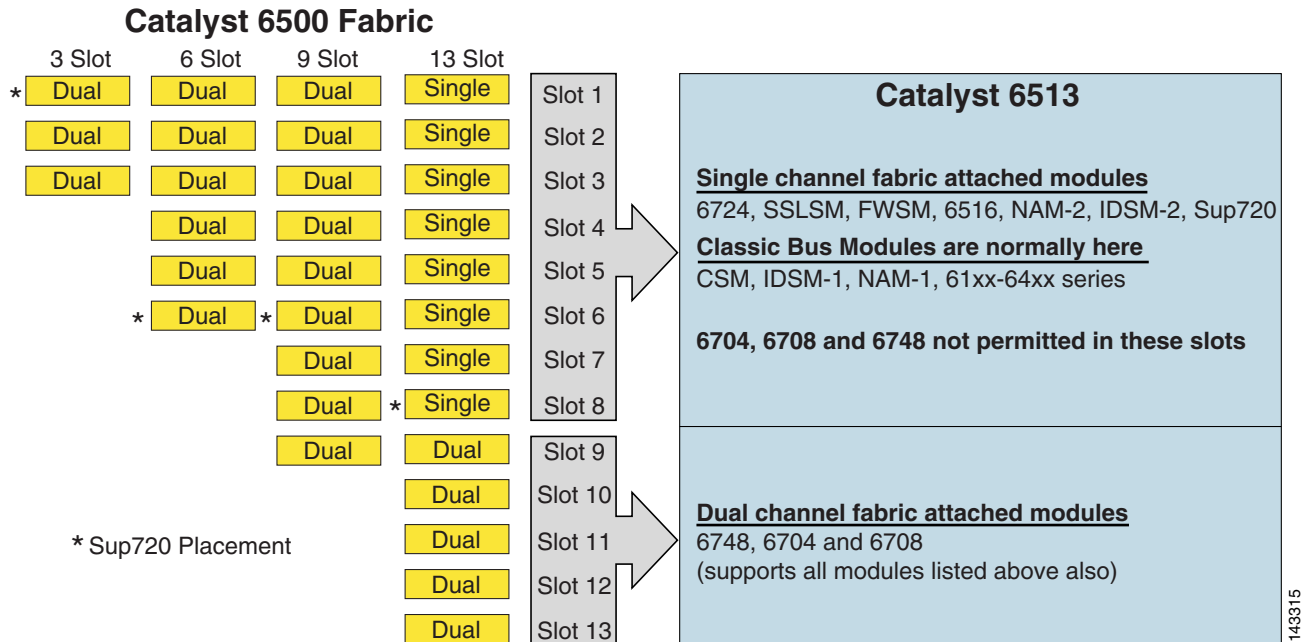 Catalyst 6500 Fabric
3 Slot 6 Slot 9 Slot 13 Slot
* Dual Dual Dual Single Slot 1
Dual Dual Dual Single Slot 2
Dual Dual Dual Single Slot 3
Dual Dual Single Slot 4
Dual Dual Single Slot 5
* Dual * Dual Single Slot 6
Dual Single Slot 7
Dual * Single Slot 8
Dual Dual Slot 9
Dual Slot 10
Dual Slot 11
Dual Slot 12
Dual Slot 13
* Sup720 Placement
Catalyst 6513
Single channel fabric attached modules
6724, SSLSM, FWSM, 6516, NAM-2, IDSM-2, Sup720
Classic Bus Modules are normally here
CSM, IDSM-1, NAM-1, 61xx-64xx series
6704, 6708 and 6748 not permitted in these slots
Dual channel fabric attached modules
6748, 6704 and 6708
(supports all modules listed above also)
143315